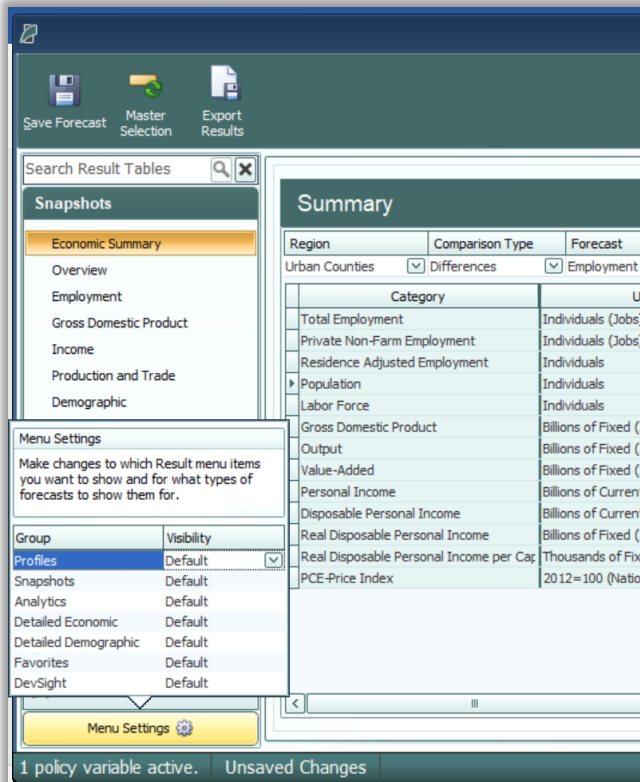 Save Forecast
Master
Selection
Export
Results
Search Result Tables
Snapshots
Economic Summary
Overview
Employment
Gross Domestic Product
Income
Production and Trade
Demographic
Menu Settings
Make changes to which Result menu items
you want to show and for what types of
forecasts to show them for.
Group Visibility
Profiles Default
Snapshots Default
Analytics Default
Detailed Economic Default
Detailed Demographic Default
Favorites Default
DevSight Default
Menu Settings
Summary
Region Comparison Type Forecast
Urban Counties Differences Employment
Category U
Total Employment Individuals (Jobs)
Private Non-Farm Employment Individuals (Jobs)
Residence Adjusted Employment Individuals
Population Individuals
Labor Force Individuals
Gross Domestic Product Billions of Fixed (
Output Billions of Fixed (
Value-Added Billions of Fixed (
Personal Income Billions of Curren
Disposable Personal Income Billions of Curren
Real Disposable Personal Income Billions of Fixed (
Real Disposable Personal Income per Cap Thousands of Fix
PCE-Price Index 2012=100 (Natio
1 policy variable active. Unsaved Changes